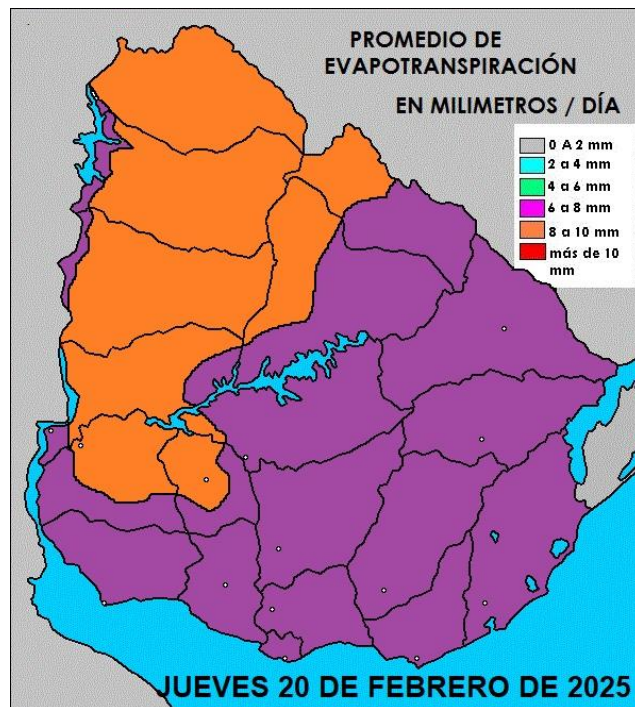 PROMEDIO DE
EVAPOTRANSPIRACIÓN
EN MILIMETROS / DÍA
0 A 2 mm
2 a 4 mm
4 a 6 mm
6 a 8 mm
8 a 10 mm
más de 10
mm
JUEVES 20 DE FEBRERO DE 2025